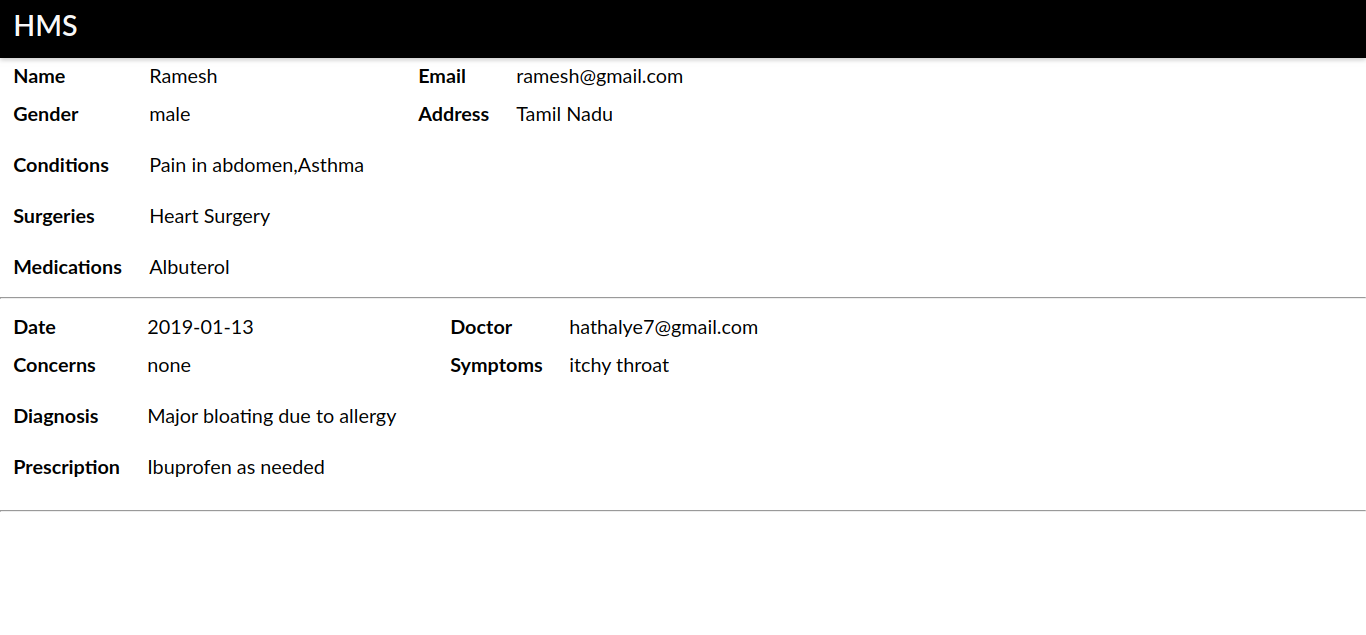 HMS
Name Ramesh Email ramesh@gmail.com
Gender male Address Tamil Nadu
Conditions Pain in abdomen,Asthma
Surgeries Heart Surgery
Medications Albuterol
Date 2019-01-13 Doctor hathalye7@gmail.com
Concerns none Symptoms itchy throat
Diagnosis Major bloating due to allergy
Prescription Ibuprofen as needed